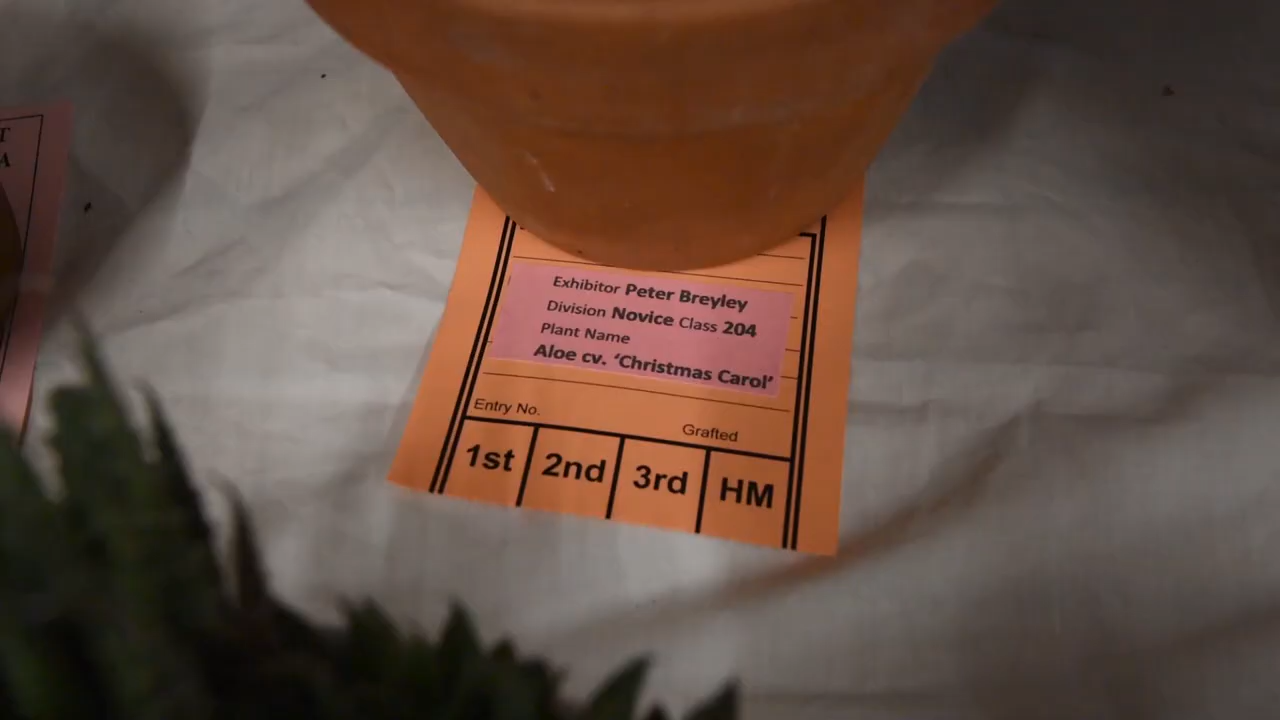 T
A
Exhibitor Peter Breyley
Division Novice Class 204
Plant Name
Aloe cv. ‘Christmas Carol’
Entry No.
Grafted
1st 2nd 3rd HM